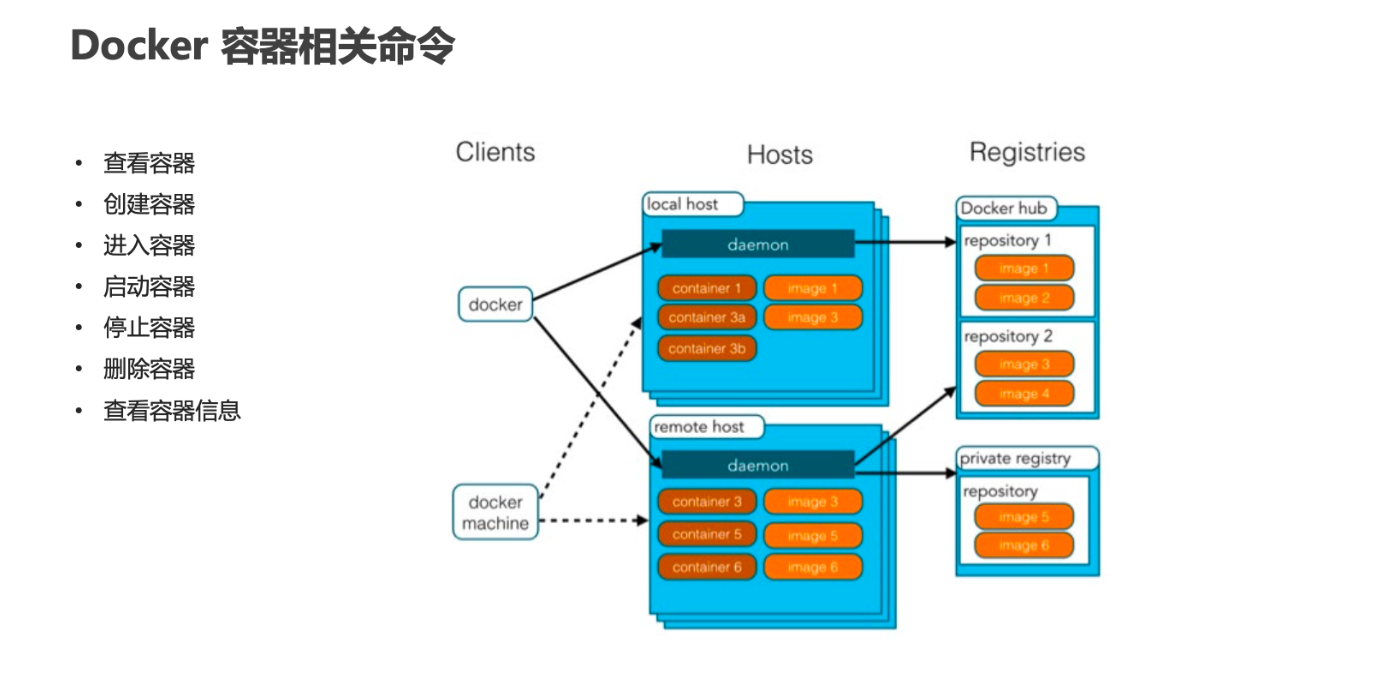 Docker 容器相关命令
• 查看容器
• 创建容器
• 进入容器
• 启动容器
• 停止容器
• 删除容器
• 查看容器信息
Clients
Hosts
Registries
docker
docker
machine
local host
daemon
container 1
image 1
container 3a
image 3
container 3b
remote host
daemon
container 3
image 3
container 5
image 5
container 6
image 6
Docker hub
repository 1
image 1
image 2
repository 2
image 3
image 4
private registry
repository
image 5
image 6